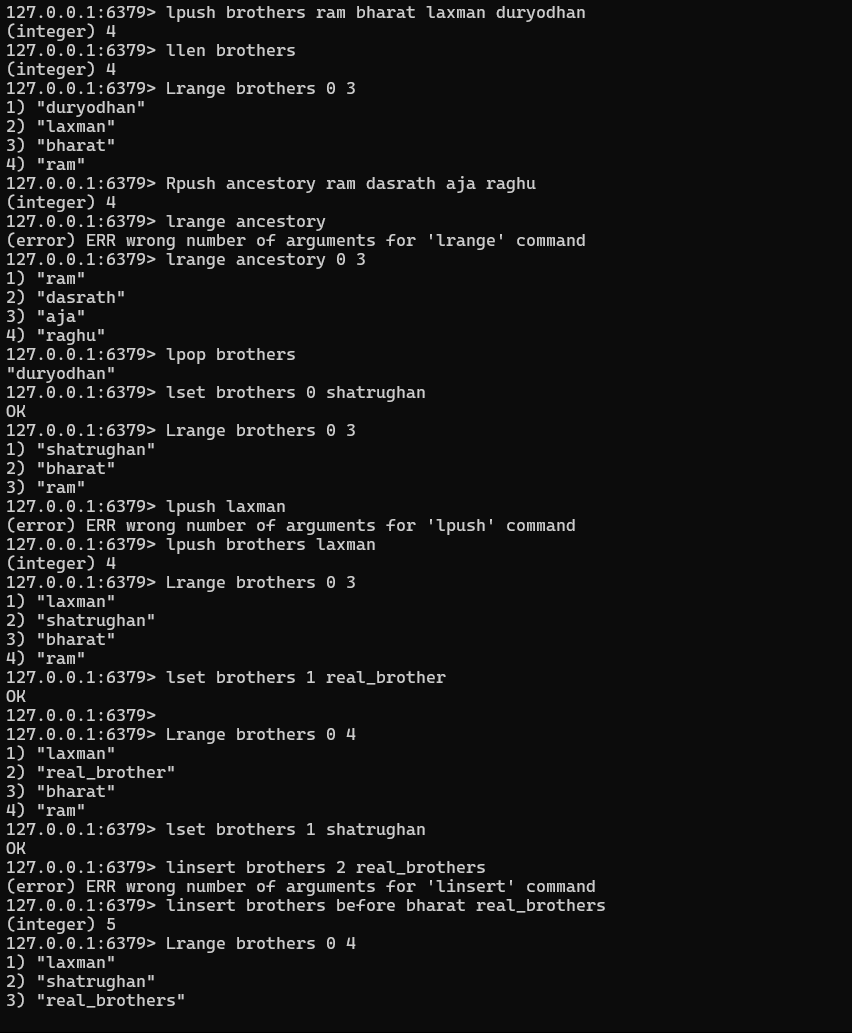 127.0.0.1:6379> lpush brothers ram bharat laxman duryodhan
(integer) 4
127.0.0.1:6379> llen brothers
(integer) 4
127.0.0.1:6379> Lrange brothers 0 3
1) "duryodhan"
2) "laxman"
3) "bharat"
4) "ram"
127.0.0.1:6379> Rpush ancestory ram dasrath aja raghu
(integer) 4
127.0.0.1:6379> lrange ancestory
(error) ERR wrong number of arguments for 'lrange' command
127.0.0.1:6379> lrange ancestory 0 3
1) "ram"
2) "dasrath"
3) "aja"
4) "raghu"
127.0.0.1:6379> lpop brothers
"duryodhan"
127.0.0.1:6379> lset brothers 0 shatrughan
OK
127.0.0.1:6379> Lrange brothers 0 3
1) "shatrughan"
2) "bharat"
3) "ram"
127.0.0.1:6379> lpush laxman
(error) ERR wrong number of arguments for 'lpush' command
127.0.0.1:6379> lpush brothers laxman
(integer) 4
127.0.0.1:6379> Lrange brothers 0 3
1) "laxman"
2) "shatrughan"
3) "bharat"
4) "ram"
127.0.0.1:6379> lset brothers 1 real_brother
OK
127.0.0.1:6379>
127.0.0.1:6379> Lrange brothers 0 4
1) "laxman"
2) "real_brother"
3) "bharat"
4) "ram"
127.0.0.1:6379> lset brothers 1 shatrughan
OK
127.0.0.1:6379> linsert brothers 2 real_brothers
(error) ERR wrong number of arguments for 'linsert' command
127.0.0.1:6379> linsert brothers before bharat real_brothers
(integer) 5
127.0.0.1:6379> Lrange brothers 0 4
1) "laxman"
2) "shatrughan"
3) "real_brothers"